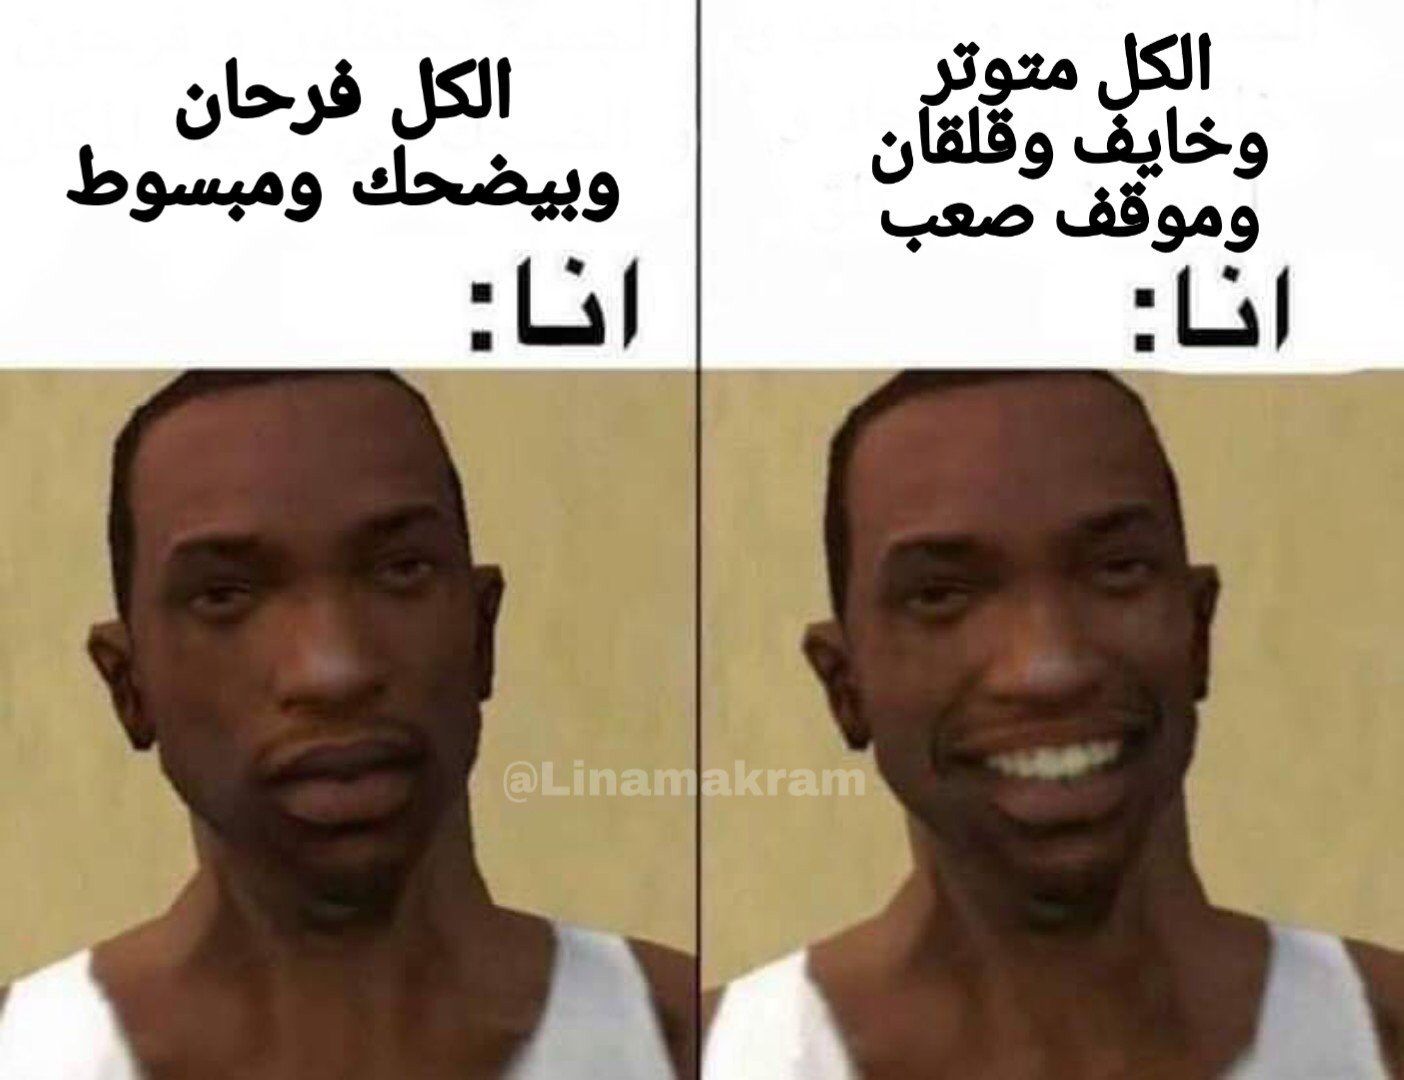 الكل متوتر
وخايف وقلقان
وموقف صعب
انا:
الكل فرحان
وبيضحك ومبسوط
انا:
@Linamakram